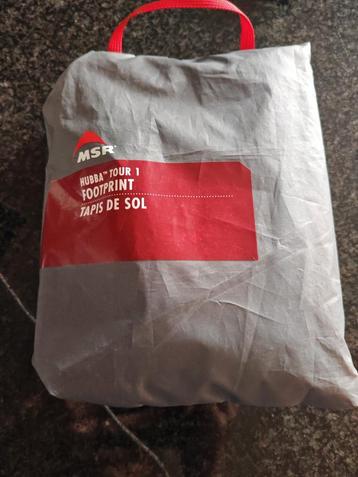 MSR
HUBBA™ TOUR 1
FOOTPRINT
TAPIS DE SOL